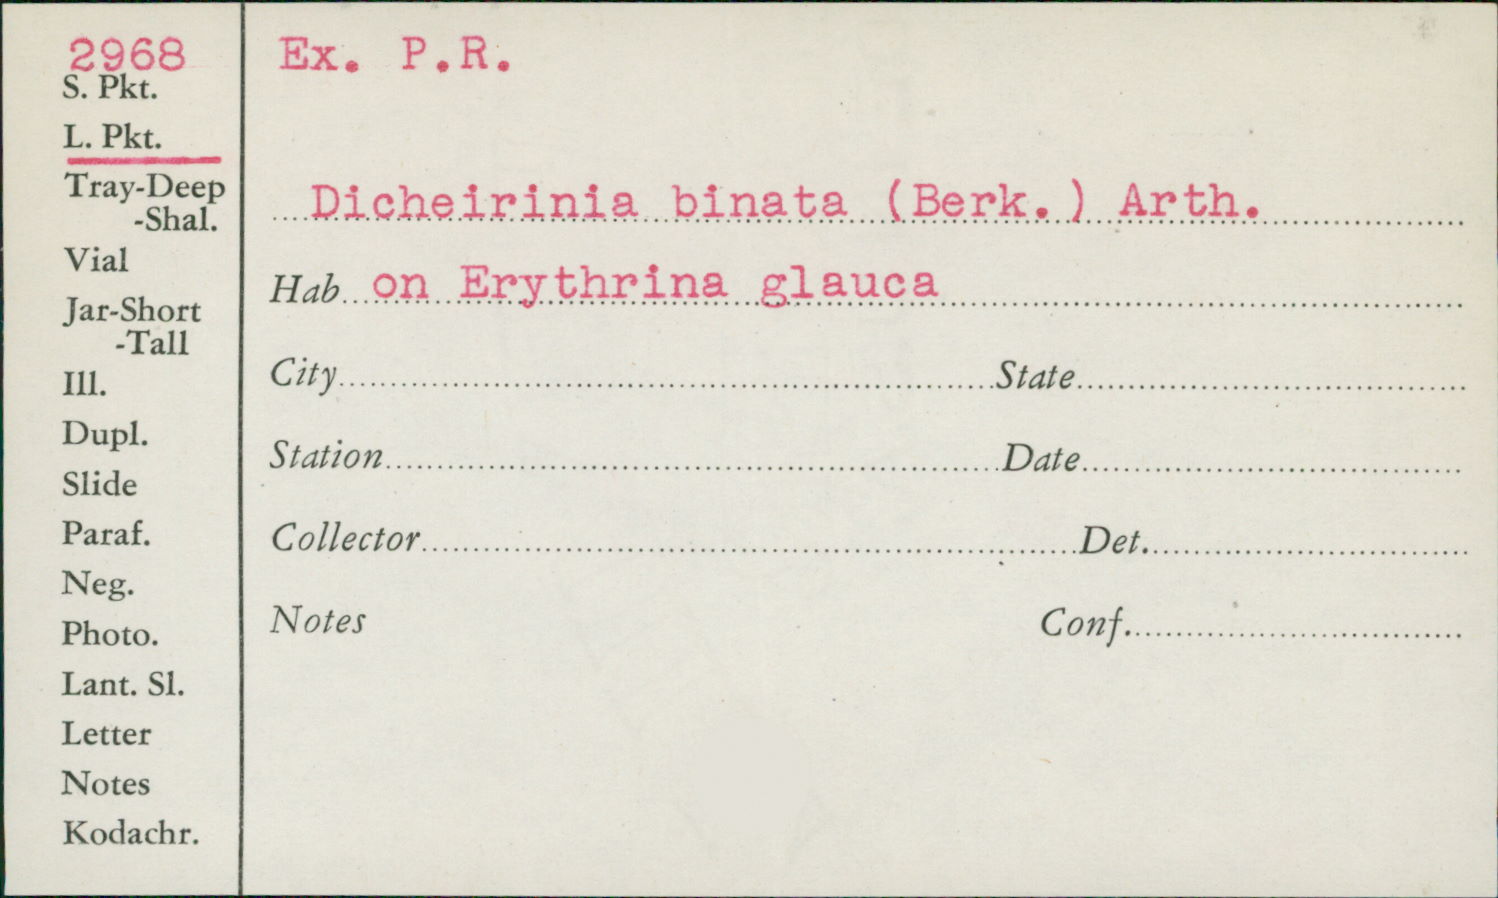 2968
S. Pkt.
L. Pkt.
Tray-Deep
-Shal.
Vial
Jar-Short
-Tall
Ill.
Dupl.
Slide
Paraf.
Neg.
Photo.
Lant. Sl.
Letter
Notes
Kodachr.
Ex. P.R.
Dicheirinia binata (Berk.) Arth.
Hab on Erythrina glauca
City State
Station Date
Collector Det.
Notes Conf.